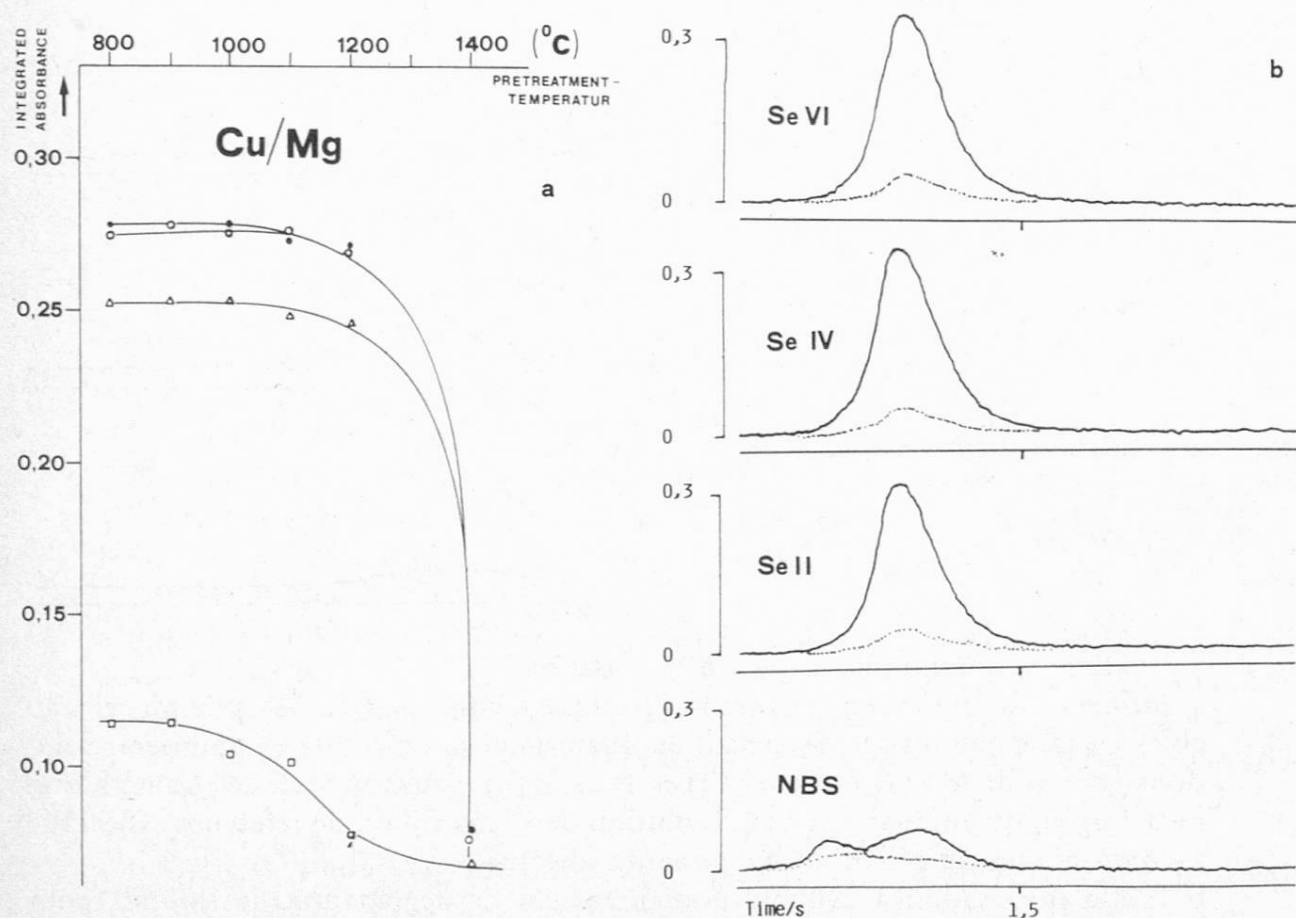 800 1000 1200 1400 (°C)
INTEGRATED
ABSORBANCE
PRETREATMENT-
TEMPERATUR
Cu/Mg
a
0,30
0,25
0,20
0,15
0,10
b
0,3
Se VI
0
0,3
Se IV
0
0,3
Se II
0
0,3
NBS
0
Time/s 1,5